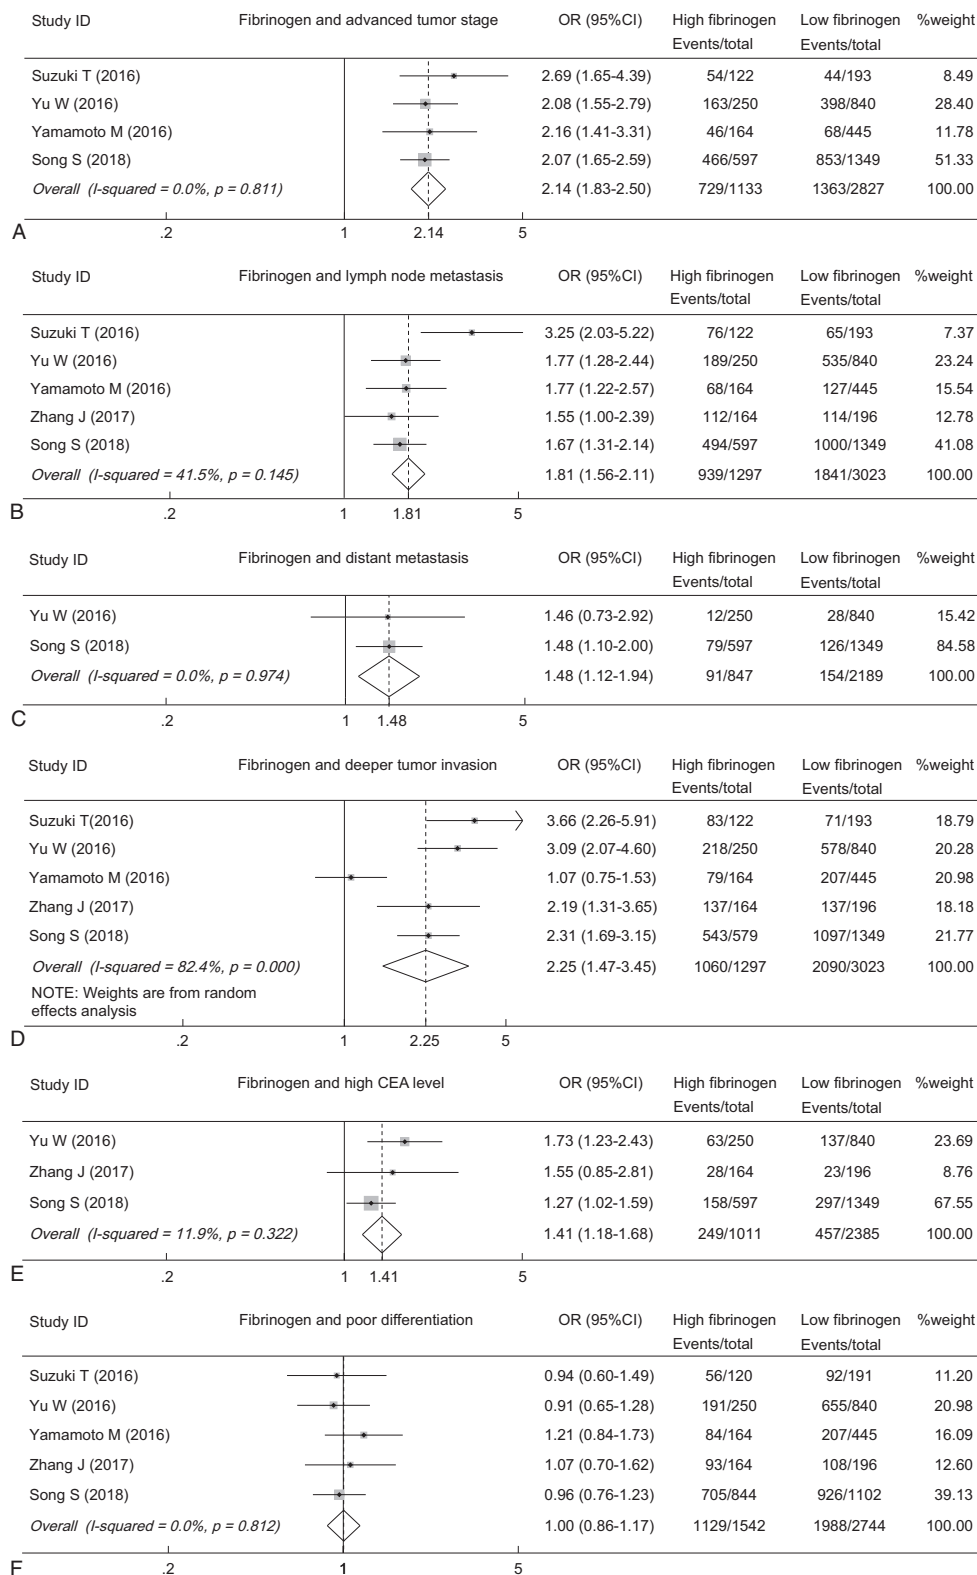 Study ID Fibrinogen and advanced tumor stage OR (95%CI) High fibrinogen Low fibrinogen %weight
Events/total Events/total
Suzuki T (2016) 2.69 (1.65-4.39) 54/122 44/193 8.49
Yu W (2016) 2.08 (1.55-2.79) 163/250 398/840 28.40
Yamamoto M (2016) 2.16 (1.41-3.31) 46/164 68/445 11.78
Song S (2018) 2.07 (1.65-2.59) 466/597 853/1349 51.33
Overall (I-squared = 0.0%, p = 0.811) 2.14 (1.83-2.50) 729/1133 1363/2827 100.00
A .2 1 2.14 5
Study ID Fibrinogen and lymph node metastasis OR (95%CI) High fibrinogen Low fibrinogen %weight
Events/total Events/total
Suzuki T (2016) 3.25 (2.03-5.22) 76/122 65/193 7.37
Yu W (2016) 1.77 (1.28-2.44) 189/250 535/840 23.24
Yamamoto M (2016) 1.77 (1.22-2.57) 68/164 127/445 15.54
Zhang J (2017) 1.55 (1.00-2.39) 112/164 114/196 12.78
Song S (2018) 1.67 (1.31-2.14) 494/597 1000/1349 41.08
Overall (I-squared = 41.5%, p = 0.145) 1.81 (1.56-2.11) 939/1297 1841/3023 100.00
B .2 1 1.81 5
Study ID Fibrinogen and distant metastasis OR (95%CI) High fibrinogen Low fibrinogen %weight
Events/total Events/total
Yu W (2016) 1.46 (0.73-2.92) 12/250 28/840 15.42
Song S (2018) 1.48 (1.10-2.00) 79/597 126/1349 84.58
Overall (I-squared = 0.0%, p = 0.974) 1.48 (1.12-1.94) 91/847 154/2189 100.00
C .2 1 1.48 5
Study ID Fibrinogen and deeper tumor invasion OR (95%CI) High fibrinogen Low fibrinogen %weight
Events/total Events/total
Suzuki T(2016) 3.66 (2.26-5.91) 83/122 71/193 18.79
Yu W (2016) 3.09 (2.07-4.60) 218/250 578/840 20.28
Yamamoto M (2016) 1.07 (0.75-1.53) 79/164 207/445 20.98
Zhang J (2017) 2.19 (1.31-3.65) 137/164 137/196 18.18
Song S (2018) 2.31 (1.69-3.15) 543/579 1097/1349 21.77
Overall (I-squared = 82.4%, p = 0.000) 2.25 (1.47-3.45) 1060/1297 2090/3023 100.00
NOTE: Weights are from random
effects analysis
D .2 1 2.25 5
Study ID Fibrinogen and high CEA level OR (95%CI) High fibrinogen Low fibrinogen %weight
Events/total Events/total
Yu W (2016) 1.73 (1.23-2.43) 63/250 137/840 23.69
Zhang J (2017) 1.55 (0.85-2.81) 28/164 23/196 8.76
Song S (2018) 1.27 (1.02-1.59) 158/597 297/1349 67.55
Overall (I-squared = 11.9%, p = 0.322) 1.41 (1.18-1.68) 249/1011 457/2385 100.00
E .2 1 1.41 5
Study ID Fibrinogen and poor differentiation OR (95%CI) High fibrinogen Low fibrinogen %weight
Events/total Events/total
Suzuki T (2016) 0.94 (0.60-1.49) 56/120 92/191 11.20
Yu W (2016) 0.91 (0.65-1.28) 191/250 655/840 20.98
Yamamoto M (2016) 1.21 (0.84-1.73) 84/164 207/445 16.09
Zhang J (2017) 1.07 (0.70-1.62) 93/164 108/196 12.60
Song S (2018) 0.96 (0.76-1.23) 705/844 926/1102 39.13
Overall (I-squared = 0.0%, p = 0.812) 1.00 (0.86-1.17) 1129/1542 1988/2744 100.00
F .2 1 5